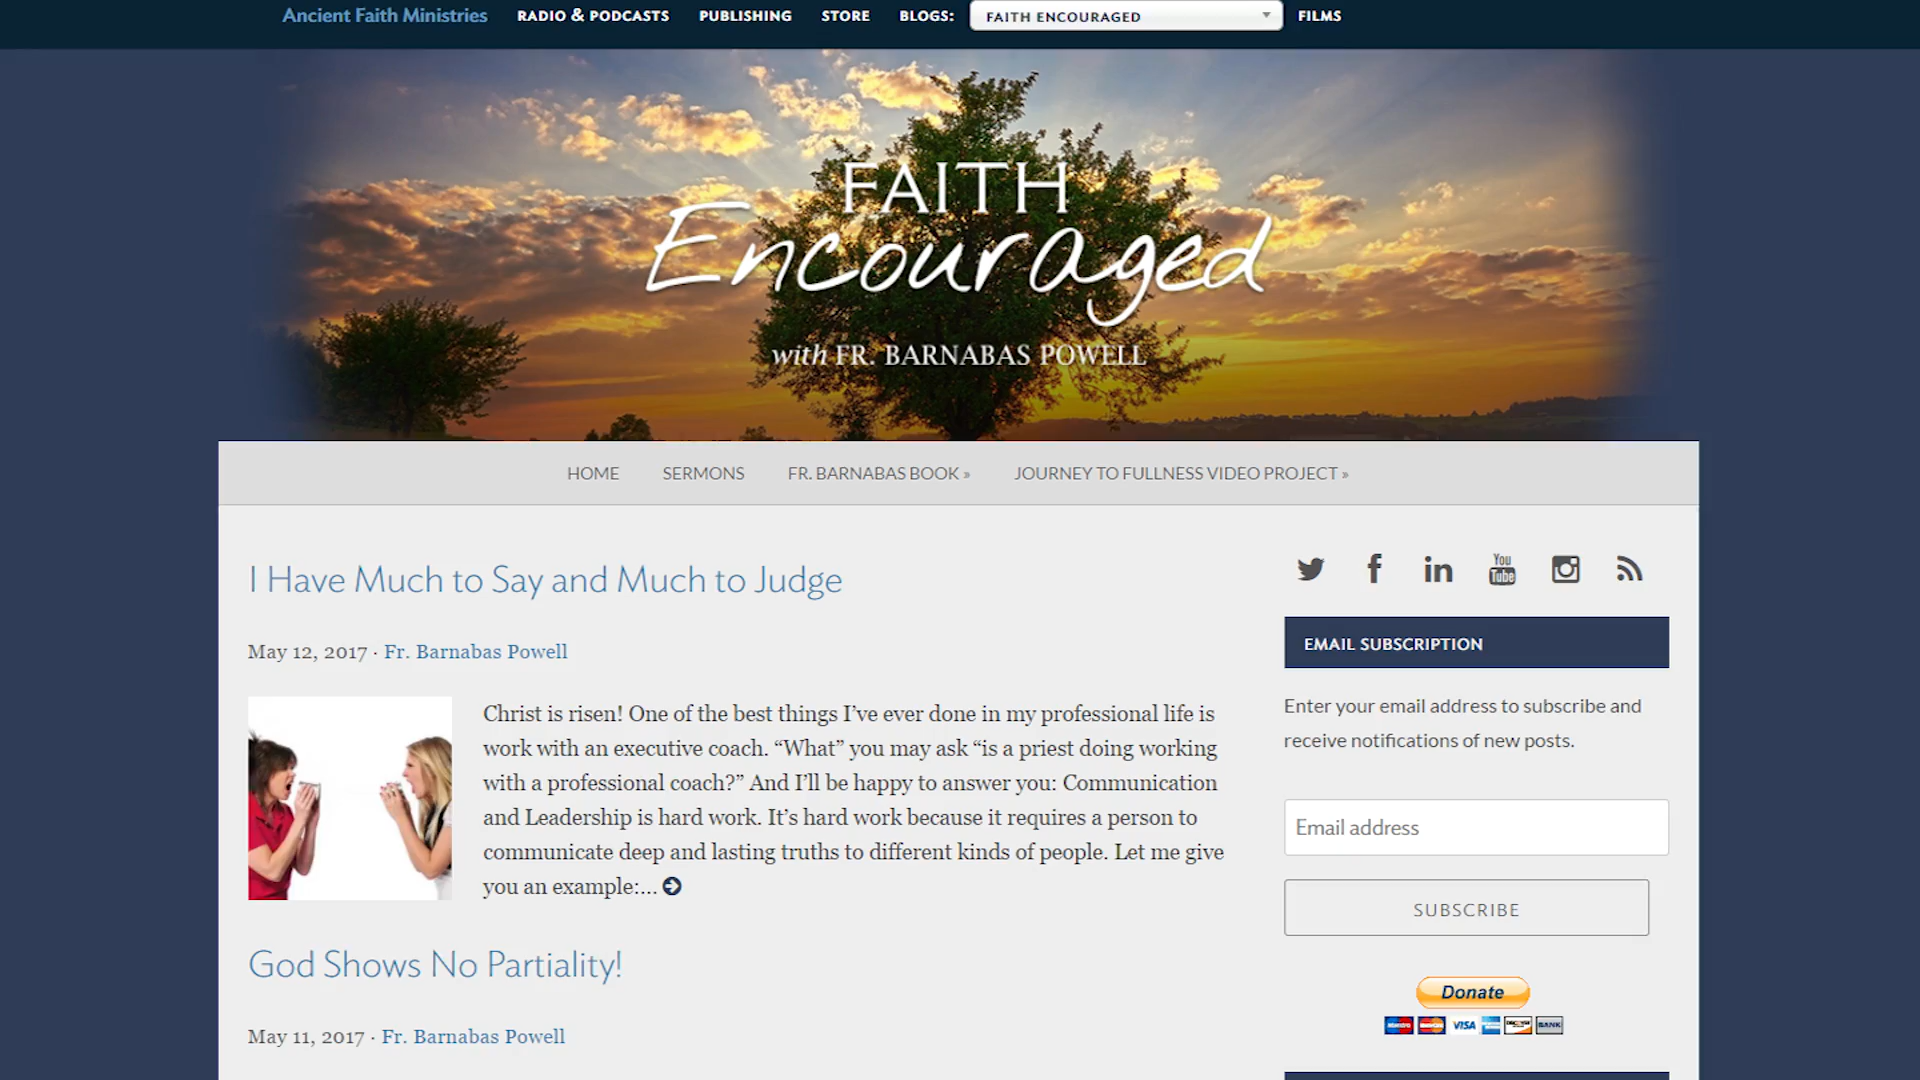 Ancient Faith Ministries RADIO & PODCASTS PUBLISHING STORE BLOGS: FAITH ENCOURAGED FILMS
FAITH
Encouraged
with FR. BARNABAS POWELL
HOME SERMONS FR. BARNABAS BOOK » JOURNEY TO FULLNESS VIDEO PROJECT »
I Have Much to Say and Much to Judge
May 12, 2017 · Fr. Barnabas Powell
Christ is risen! One of the best things I’ve ever done in my professional life is
work with an executive coach. “What” you may ask “is a priest doing working
with a professional coach?” And I’ll be happy to answer you: Communication
and Leadership is hard work. It’s hard work because it requires a person to
communicate deep and lasting truths to different kinds of people. Let me give
you an example:…
God Shows No Partiality!
May 11, 2017 · Fr. Barnabas Powell
You Tube
EMAIL SUBSCRIPTION
Enter your email address to subscribe and
receive notifications of new posts.
Email address
SUBSCRIBE
Donate
VISA BANK